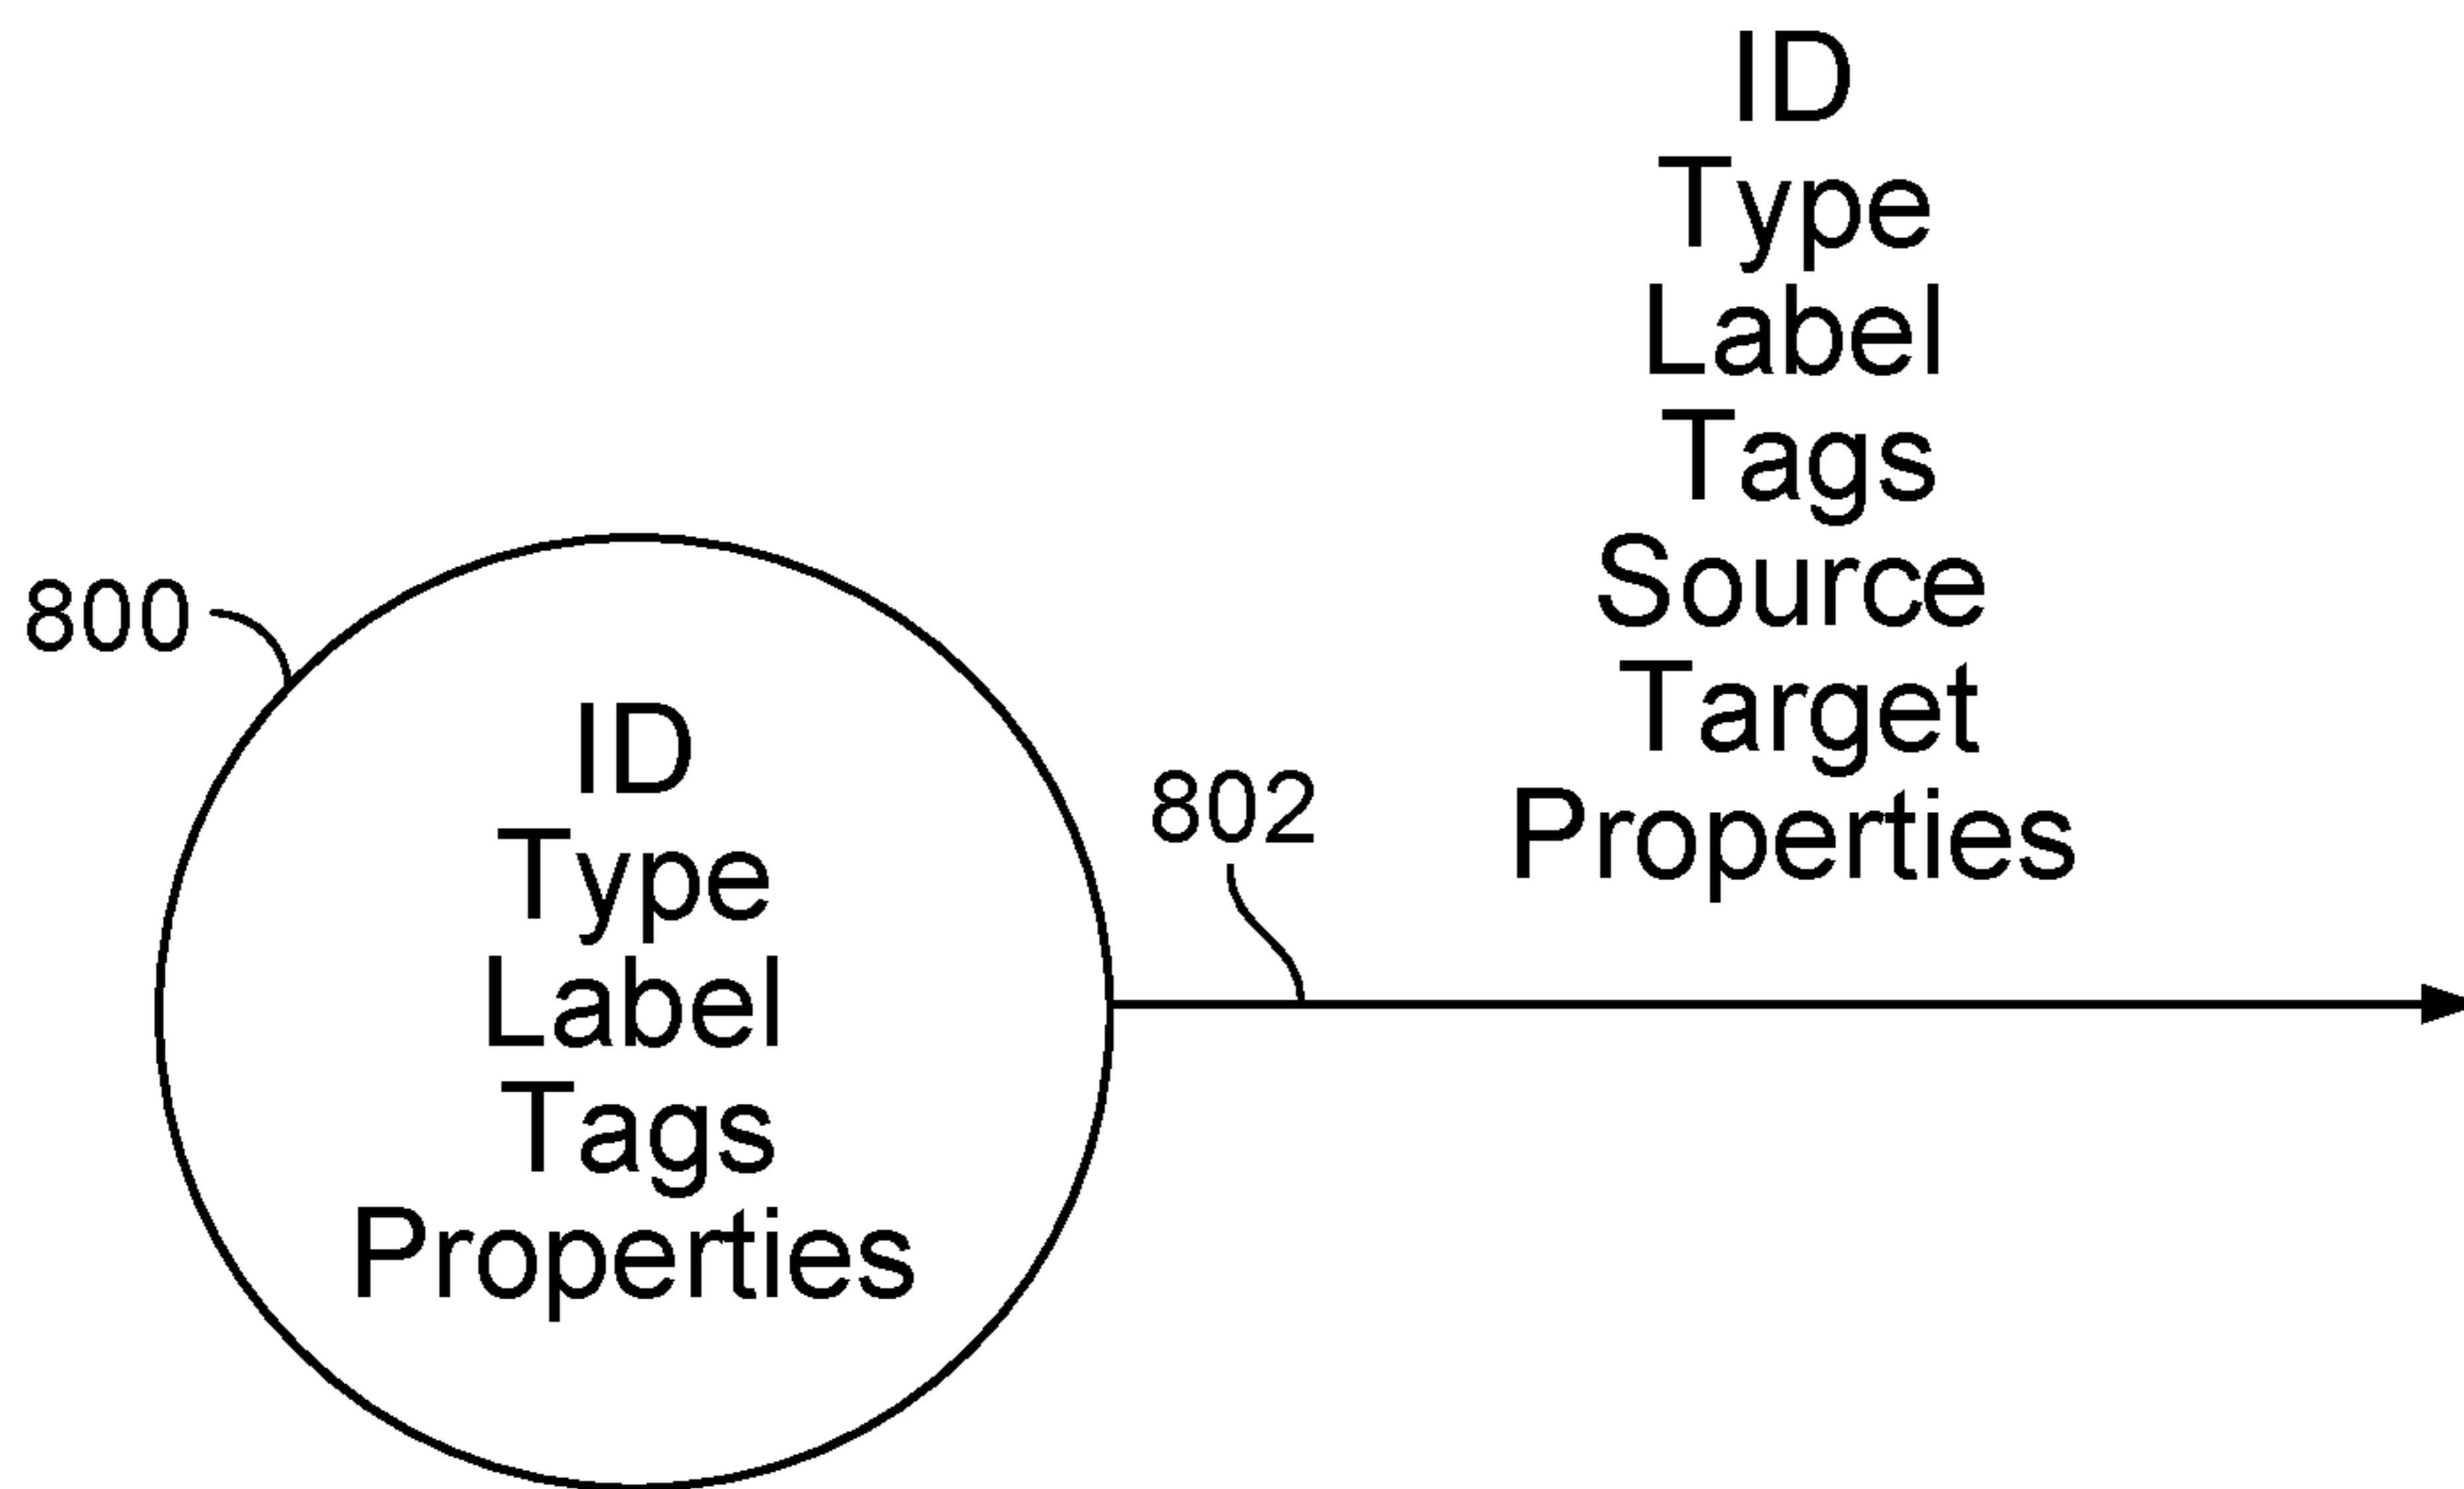 ID
Type
Label
Tags
Source
Target
Properties
800
ID
Type
Label
Tags
Properties
802